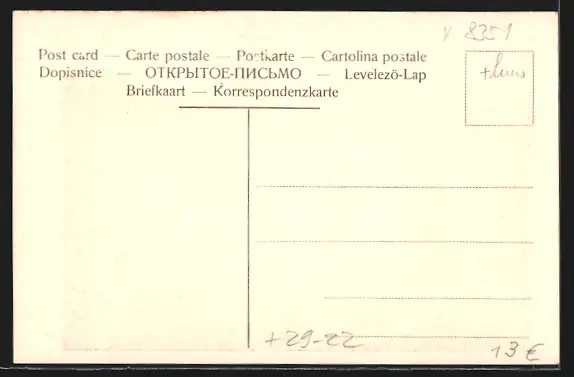 v 8351
Post card — Carte postale — Postkarte — Cartolina postale
Dopisnice — ОТКРЫТОЕ-ПИСЬМО — Levelezö-Lap
Briefkaart — Korrespondenzkarte
+29-22
13 €